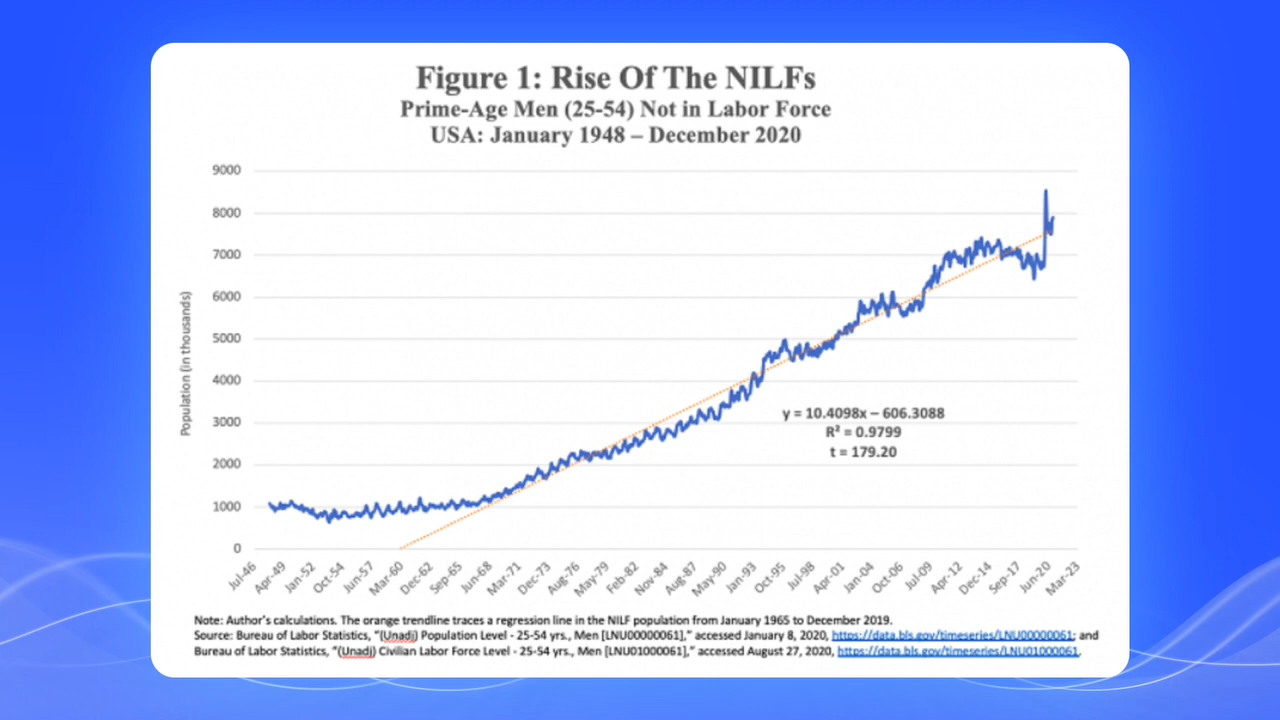 Figure 1: Rise Of The NILFs
Prime-Age Men (25-54) Not in Labor Force
USA: January 1948 – December 2020
Population (in thousands)
9000
8000
7000
6000
5000
4000
3000
2000
1000
0
y = 10.4098x – 606.3088
R² = 0.9799
t = 179.20
Jul-46 Apr-49 Jan-52 Oct-54 Jun-57 Mar-60 Dec-62 Sep-65 Jun-68 Mar-71 Dec-73 Aug-76 May-79 Feb-82 Nov-84 Aug-87 May-90 Jan-93 Oct-95 Jul-98 Apr-01 Jan-04 Oct-06 Jul-09 Apr-12 Dec-14 Sep-17 Jun-20 Mar-23
Note: Author's calculations. The orange trendline traces a regression line in the NILF population from January 1965 to December 2019.
Source: Bureau of Labor Statistics, "(Unadj) Population Level - 25-54 yrs., Men [LNU00000061]," accessed January 8, 2020, https://data.bls.gov/timeseries/LNU00000061; and
Bureau of Labor Statistics, "(Unadj) Civilian Labor Force Level - 25-54 yrs., Men [LNU01000061]," accessed August 27, 2020, https://data.bls.gov/timeseries/LNU01000061.